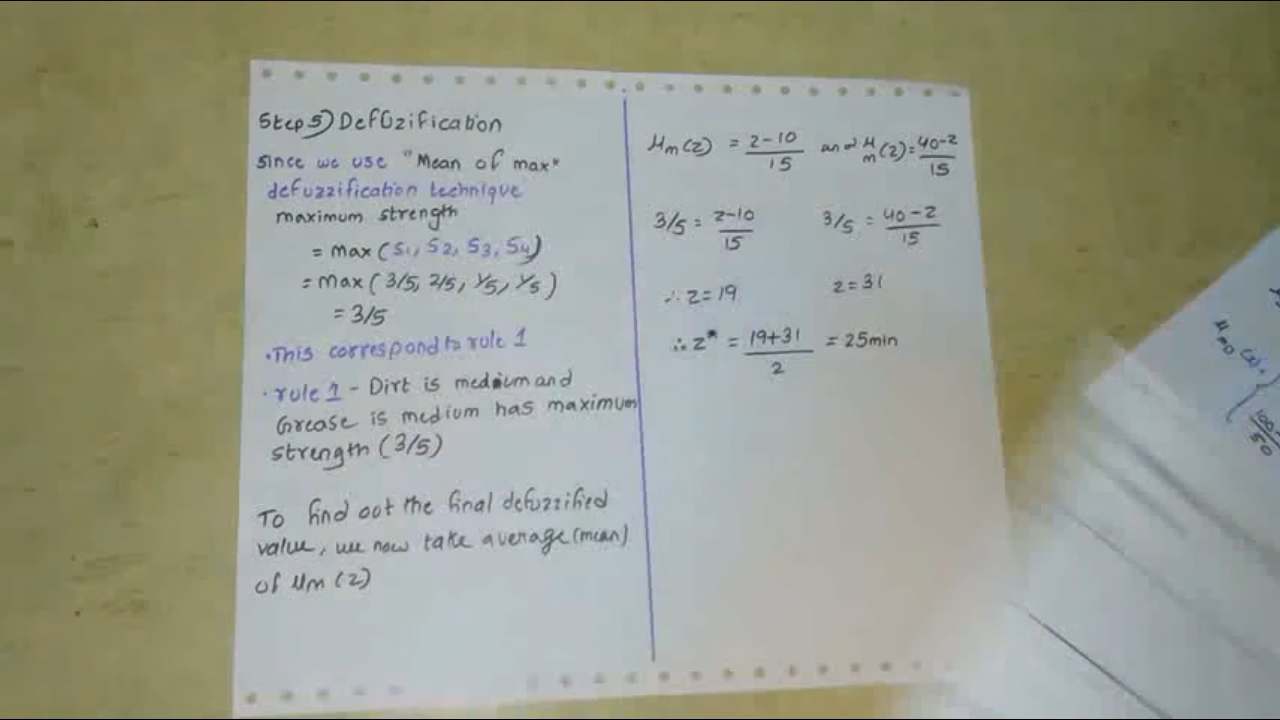 Step 5) Defuzification
Since we use "Mean of max"
defuzzification technique
maximum strength
= max (S1, S2, S3, S4)
= max ( 3/5, 2/5, 1/5, 1/5 )
= 3/5
• This correspond to rule 1
• rule 1 - Dirt is medium and
Grease is medium has maximum
strength (3/5)
To find out the final defuzzified
value, we now take average (mean)
of μm (z)
μm (z) = z-10/15 and μm (z) = 40-z/15
3/5 = z-10/15 3/5 = 40-z/15
∴ z = 19 z = 31
∴ z* = 19+31/2 = 25min
100-
50